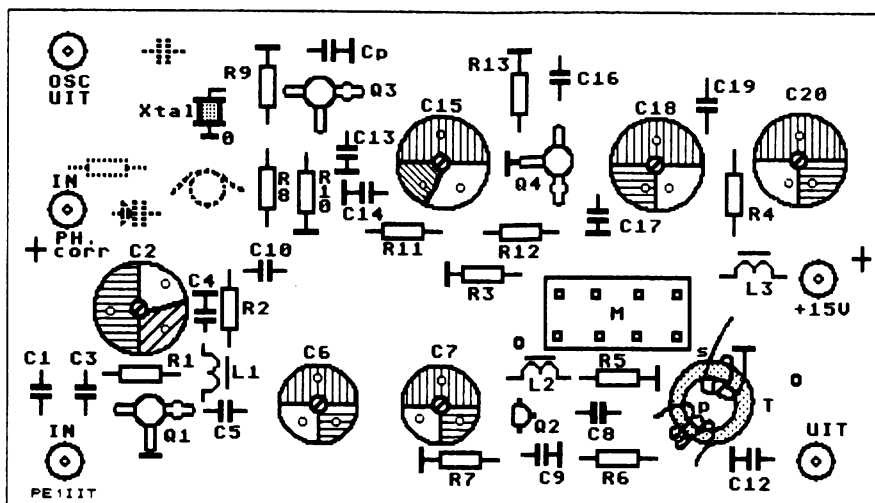 OSC
UIT
Xtal
0
R9
Cp
Q3
C13
C15
R13
C16
C18
C19
C20
IN
PH.
corr
R8
R10
C14
R11
Q4
R12
C17
R4
C2
C4
C10
R2
R3
M
L3
+15V
C1
C3
R1
L1
C6
C7
L2
R5
s
p
T
IN
Q1
C5
Q2
C8
UIT
PE1IIT
R7
C9
R6
C12